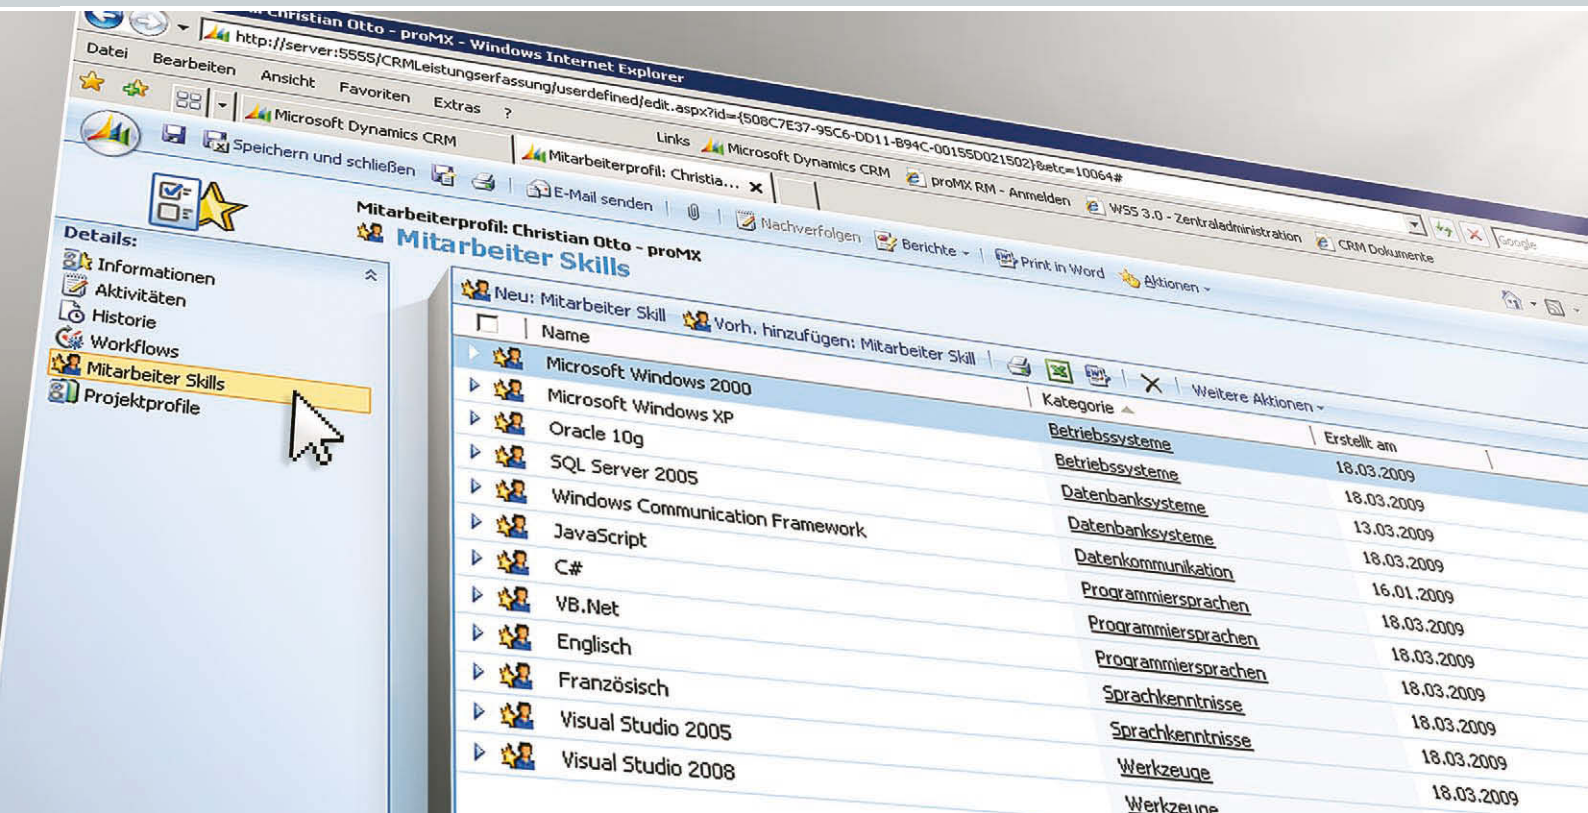 Christian Otto - proMX - Windows Internet Explorer
http://server:5555/CRMLeistungserfassung/userdefined/edit.aspx?id={508C7E37-95C6-DD11-B94C-00155D021502}&etc=10064#
Google
Datei Bearbeiten Ansicht Favoriten Extras ?
Links Microsoft Dynamics CRM proMX RM - Anmelden WSS 3.0 - Zentraladministration CRM Dokumente
Microsoft Dynamics CRM Mitarbeiterprofil: Christia...
Speichern und schließen E-Mail senden Nachverfolgen Berichte Print in Word Aktionen
Mitarbeiterprofil: Christian Otto - proMX
Mitarbeiter Skills
Details:
Informationen
Aktivitäten
Historie
Workflows
Mitarbeiter Skills
Projektprofile
Neu: Mitarbeiter Skill Vorh. hinzufügen: Mitarbeiter Skill Weitere Aktionen
Name Kategorie Erstellt am
Microsoft Windows 2000 Betriebssysteme 18.03.2009
Microsoft Windows XP Betriebssysteme 18.03.2009
Oracle 10g Datenbanksysteme 13.03.2009
SQL Server 2005 Datenbanksysteme 18.03.2009
Windows Communication Framework Datenkommunikation 16.01.2009
JavaScript Programmiersprachen 18.03.2009
C# Programmiersprachen 18.03.2009
VB.Net Programmiersprachen 18.03.2009
Englisch Sprachkenntnisse 18.03.2009
Französisch Sprachkenntnisse 18.03.2009
Visual Studio 2005 Werkzeuge 18.03.2009
Visual Studio 2008 Werkzeuge